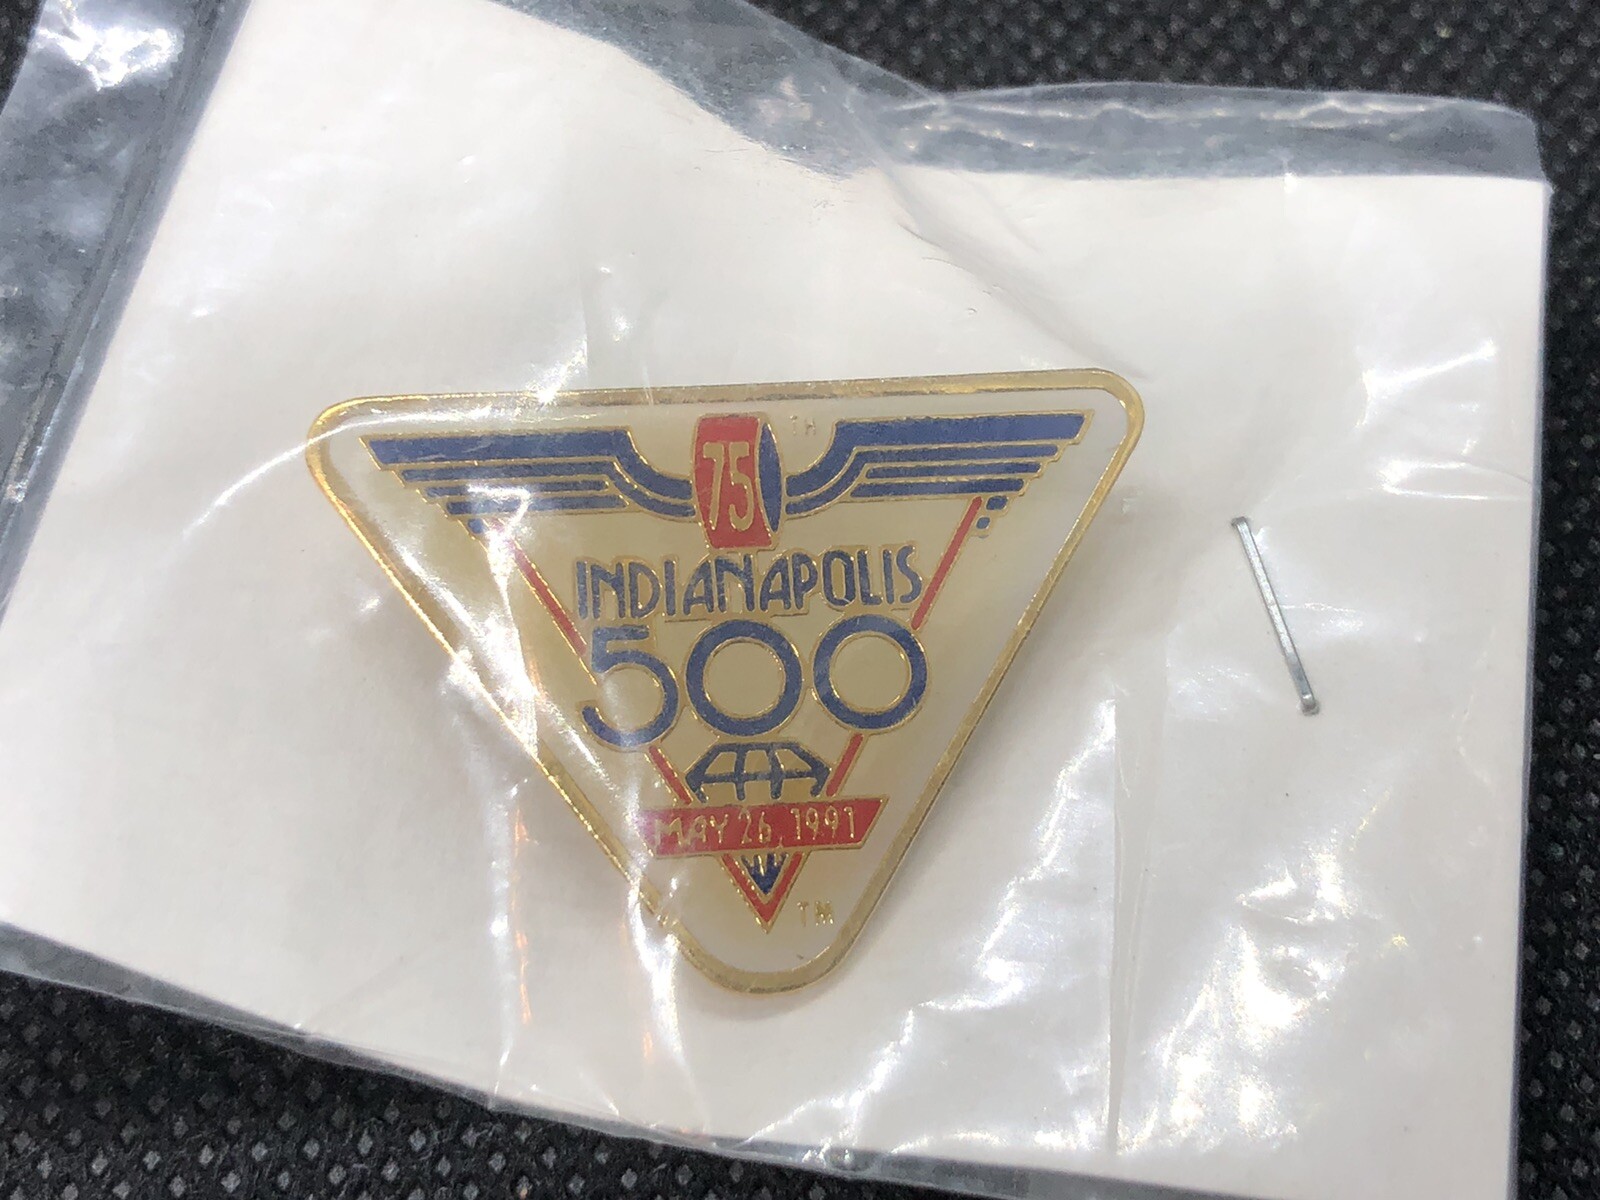 75TH
INDIANAPOLIS
500
MAY 26, 1991
TM